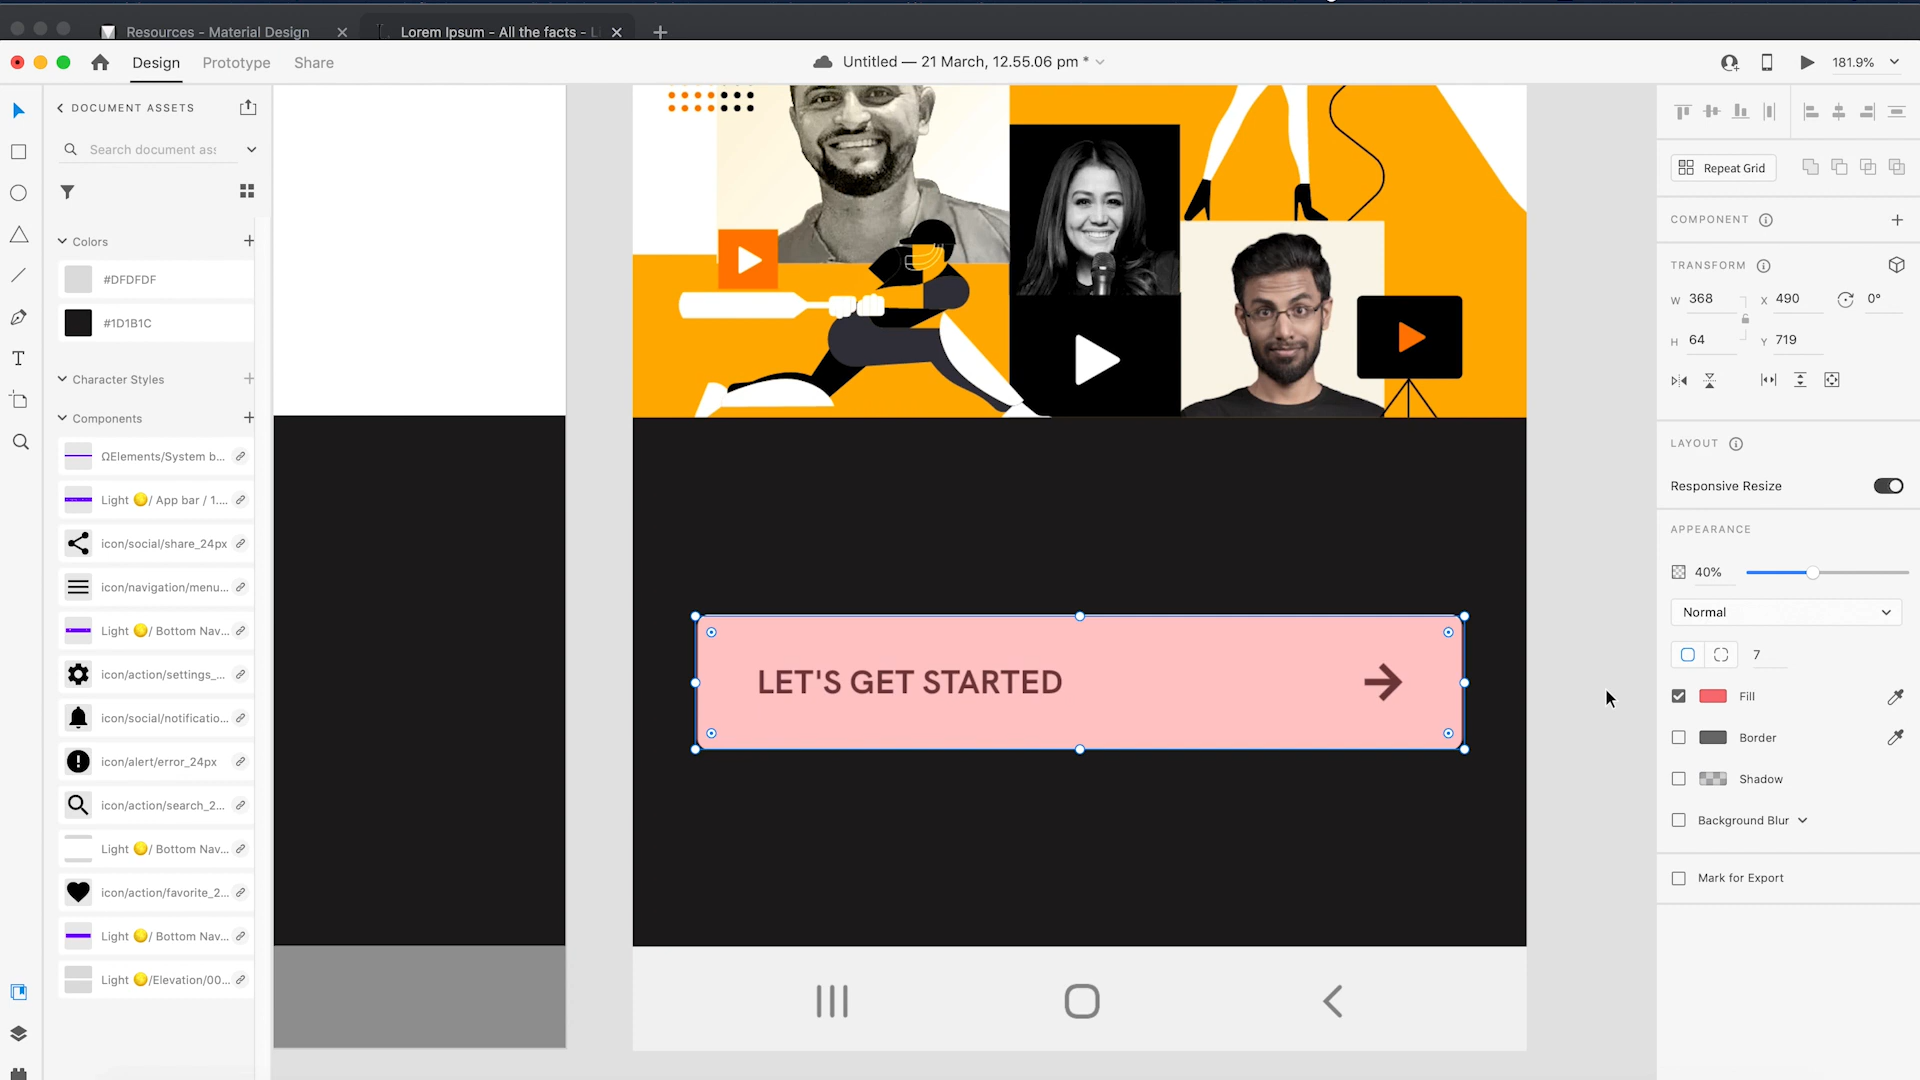 Resources - Material Design
Lorem Ipsum - All the facts - L
Design
Prototype
Share
Untitled — 21 March, 12.55.06 pm *
181.9%
DOCUMENT ASSETS
Search document ass
Colors
#DFDFDF
#1D1B1C
Character Styles
Components
ΩElements/System b...
Light 🟡/ App bar / 1....
icon/social/share_24px
icon/navigation/menu...
Light 🟡/ Bottom Nav...
icon/action/settings_...
icon/social/notificatio...
icon/alert/error_24px
icon/action/search_2...
Light 🟡/ Bottom Nav...
icon/action/favorite_2...
Light 🟡/ Bottom Nav...
Light 🟡/Elevation/00...
LET'S GET STARTED
Repeat Grid
COMPONENT
TRANSFORM
W 368 X 490 0°
H 64 Y 719
LAYOUT
Responsive Resize
APPEARANCE
40%
Normal
7
Fill
Border
Shadow
Background Blur
Mark for Export